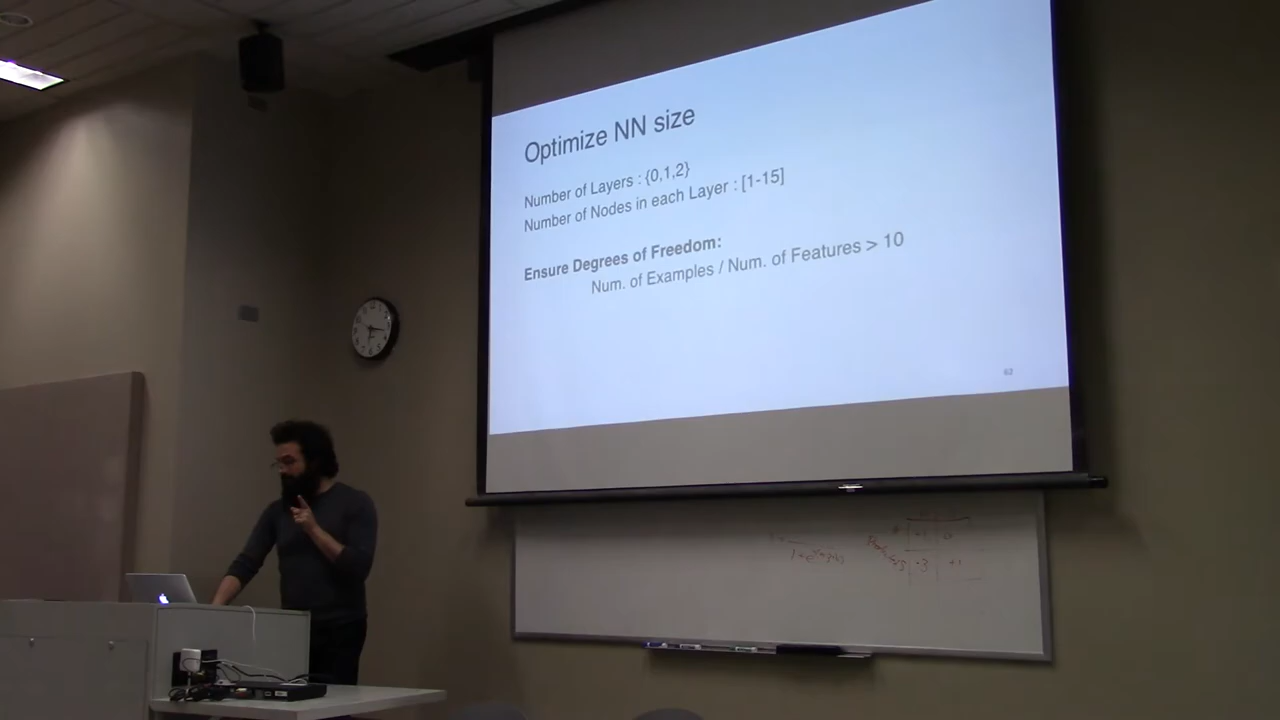 Optimize NN size
Number of Layers : {0,1,2}
Number of Nodes in each Layer : [1-15]
Ensure Degrees of Freedom:
Num. of Examples / Num. of Features > 10
62